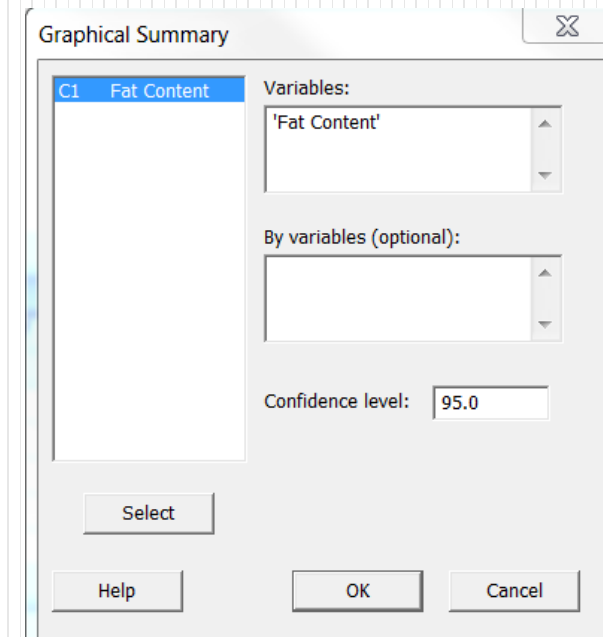 Graphical Summary
C1 Fat Content
Variables:
'Fat Content'
By variables (optional):
Confidence level: 95.0
Select
Help OK Cancel